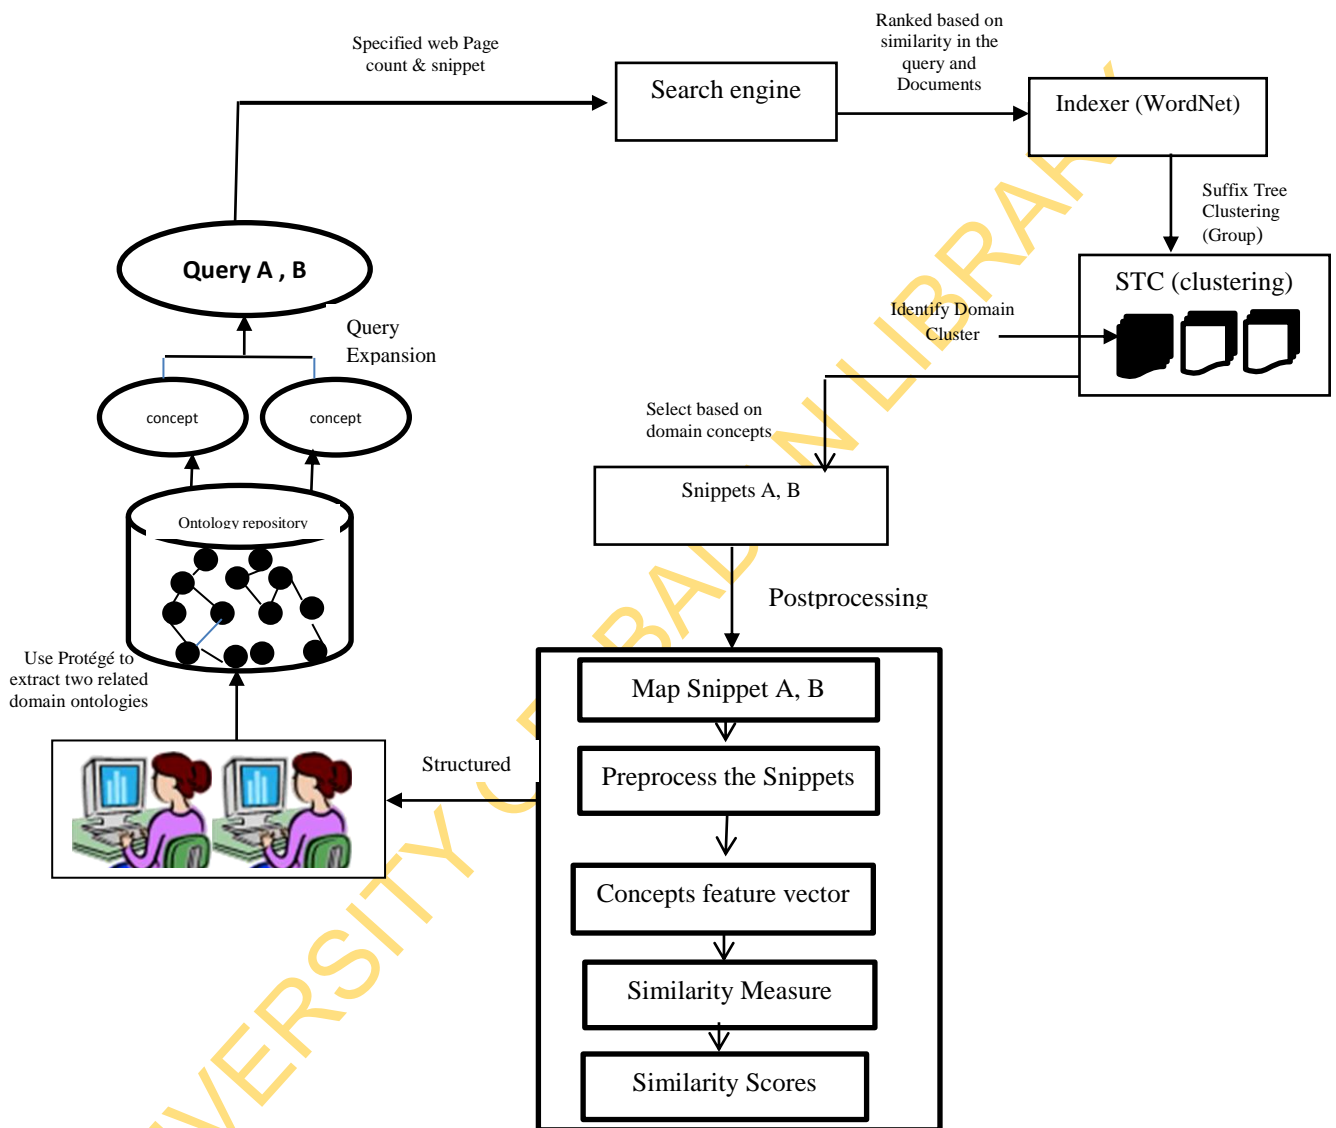 Specified web Page
count & snippet
Ranked based on
similarity in the
query and
Documents
Search engine
Indexer (WordNet)
Suffix Tree
Clustering
(Group)
Query A , B
STC (clustering)
Identify Domain
Cluster
Query
Expansion
concept
concept
Select based on
domain concepts
Snippets A, B
Ontology repository
Postprocessing
Use Protégé to
extract two related
domain ontologies
Map Snippet A, B
Structured
Preprocess the Snippets
Concepts feature vector
Similarity Measure
Similarity Scores
LIBRARY